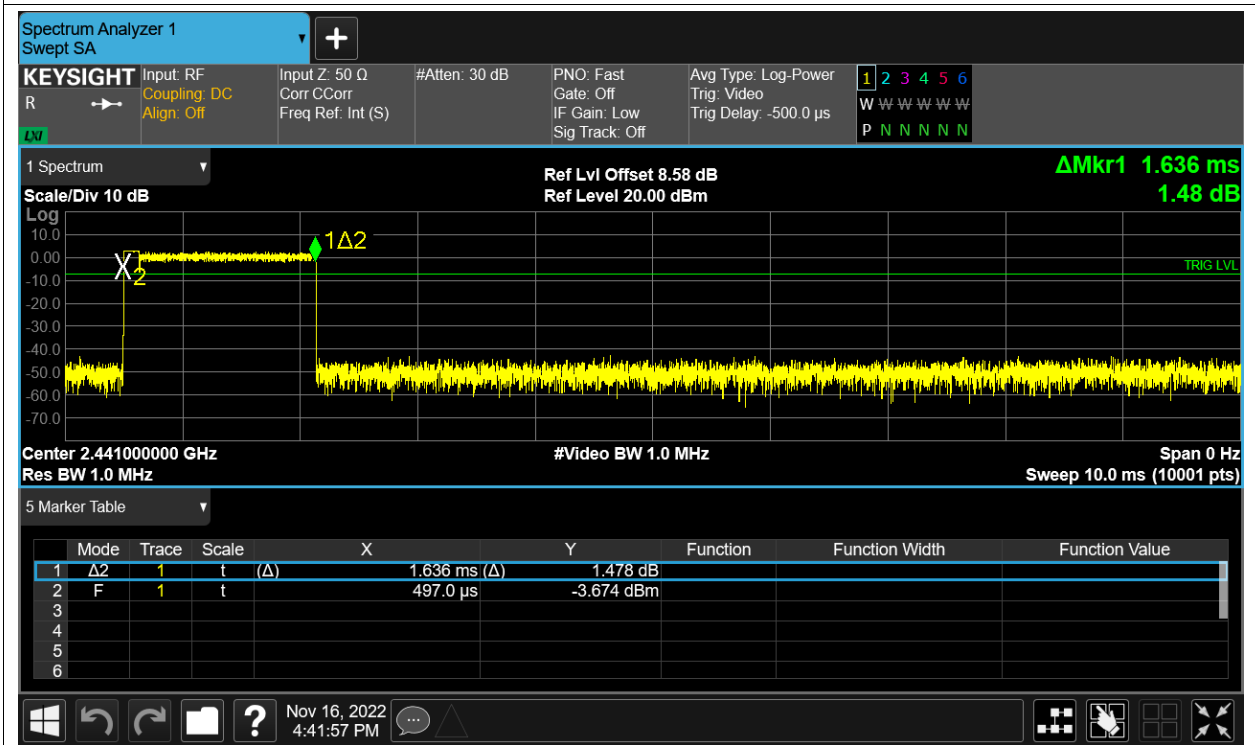 Spectrum Analyzer 1
Swept SA
KEYSIGHT
R
LXI
Input: RF
Coupling: DC
Align: Off
Input Z: 50 Ω
Corr CCorr
Freq Ref: Int (S)
#Atten: 30 dB
PNO: Fast
Gate: Off
IF Gain: Low
Sig Track: Off
Avg Type: Log-Power
Trig: Video
Trig Delay: -500.0 µs
1 2 3 4 5 6
W W W W W W
P N N N N N
1 Spectrum
Scale/Div 10 dB
Ref Lvl Offset 8.58 dB
Ref Level 20.00 dBm
ΔMkr1 1.636 ms
1.48 dB
Log
10.0
0.00
-10.0
-20.0
-30.0
-40.0
-50.0
-60.0
-70.0
1Δ2
X
2
TRIG LVL
Center 2.441000000 GHz
#Video BW 1.0 MHz
Span 0 Hz
Res BW 1.0 MHz
Sweep 10.0 ms (10001 pts)
5 Marker Table
Mode Trace Scale X Y Function Function Width Function Value
1 Δ2 1 t (Δ) 1.636 ms (Δ) 1.478 dB
2 F 1 t 497.0 µs -3.674 dBm
3
4
5
6
?
Nov 16, 2022
4:41:57 PM